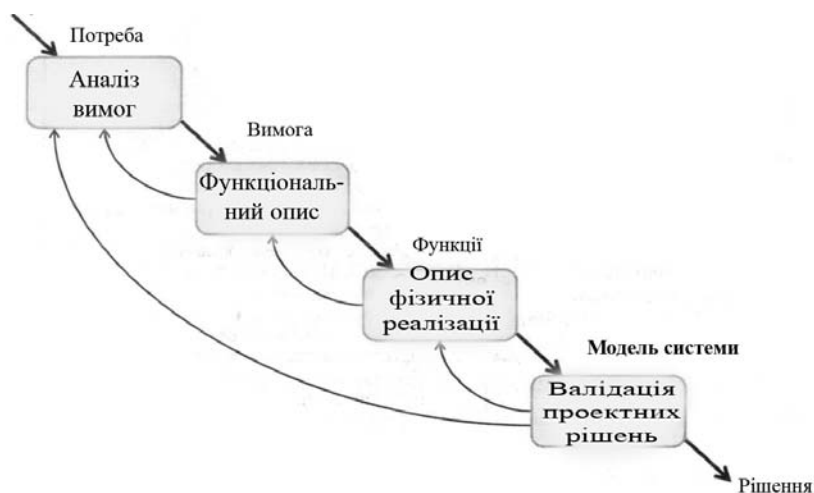 Потреба
Аналіз
вимог
Вимога
Функціональ-
ний опис
Функції
Опис
фізичної
реалізації
Модель системи
Валідація
проектних
рішень
Рішення